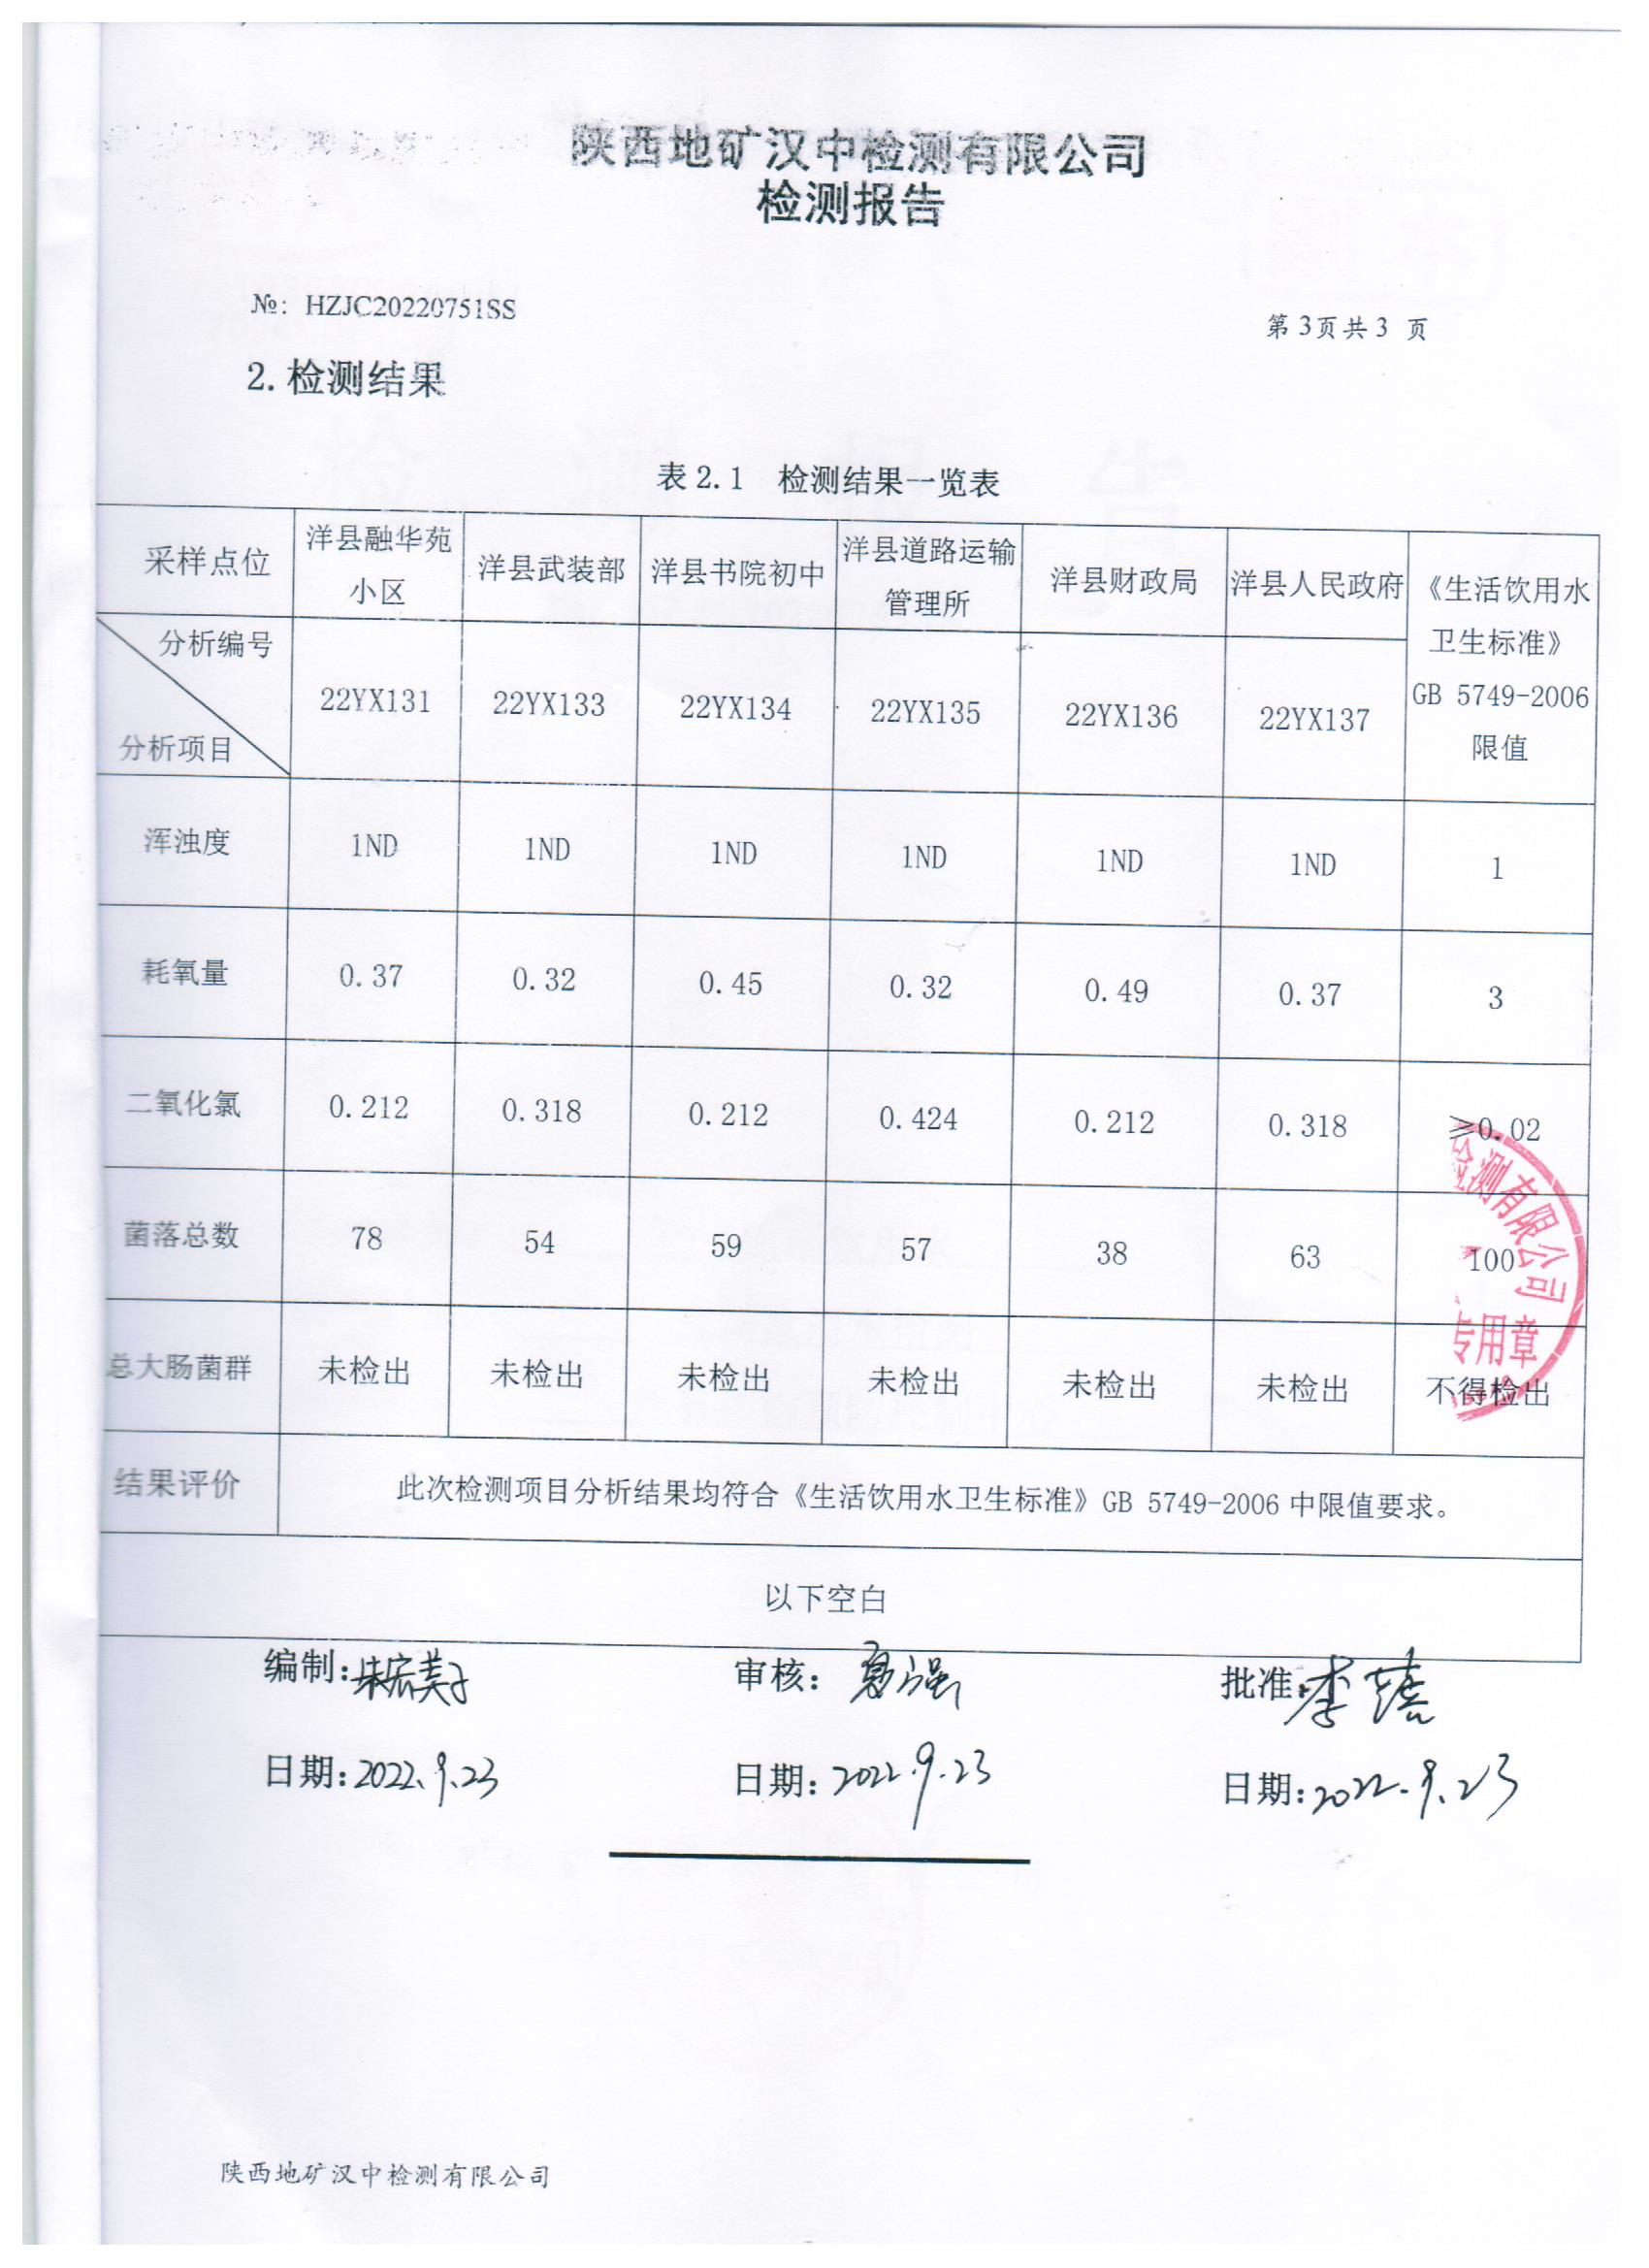 陕西地矿汉中检测有限公司
检测报告
№: HZJC20220751SS
第 3页共 3 页
2. 检测结果
表 2.1 检测结果一览表
采样点位 洋县融华苑小区 洋县武装部 洋县书院初中 洋县道路运输管理所 洋县财政局 洋县人民政府 《生活饮用水卫生标准》GB 5749-2006 限值
分析编号 22YX131 22YX133 22YX134 22YX135 22YX136 22YX137
分析项目
浑浊度 1ND 1ND 1ND 1ND 1ND 1ND 1
耗氧量 0.37 0.32 0.45 0.32 0.49 0.37 3
二氧化氯 0.212 0.318 0.212 0.424 0.212 0.318 ≥0.02
菌落总数 78 54 59 57 38 63 100
总大肠菌群 未检出 未检出 未检出 未检出 未检出 未检出 不得检出
检测有限公司
专用章
结果评价 此次检测项目分析结果均符合《生活饮用水卫生标准》GB 5749-2006 中限值要求。
以下空白
编制: 审核: 批准:李
日期:2022.9.23 日期:2022.9.23 日期:2022.9.23
陕西地矿汉中检测有限公司